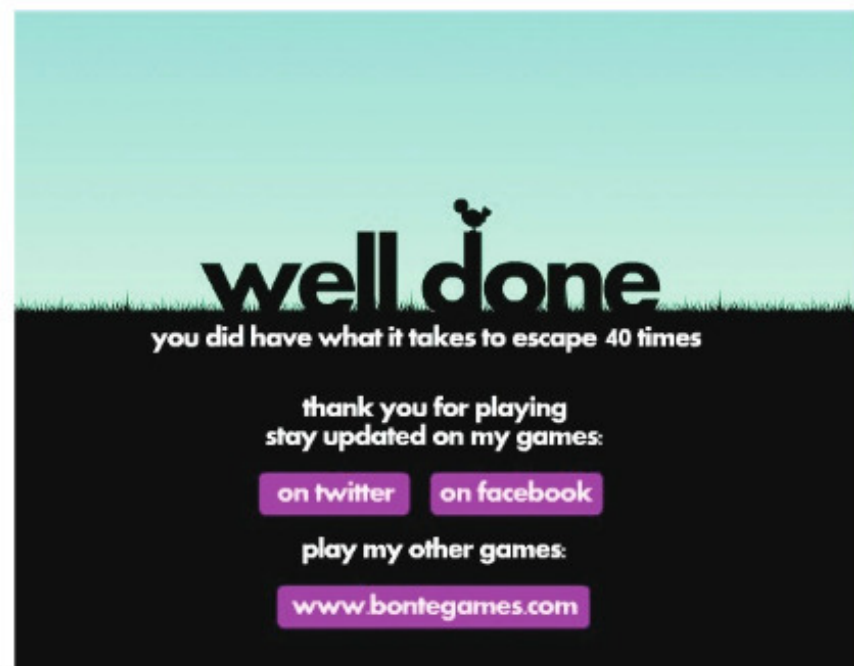 well done
you did have what it takes to escape 40 times
thank you for playing
stay updated on my games:
on twitter on facebook
play my other games:
www.bontegames.com